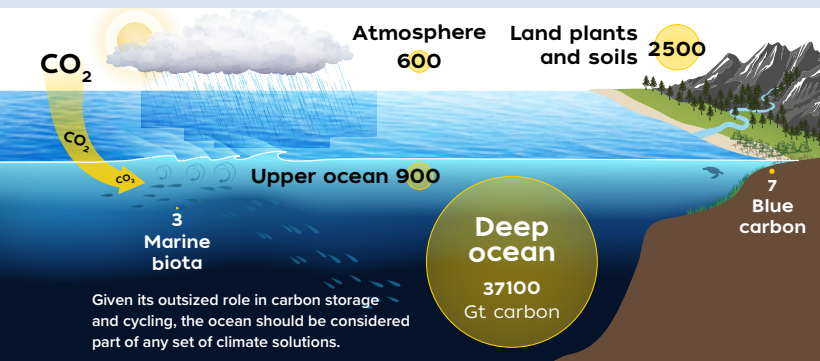 Atmosphere
600
Land plants
and soils
2500
CO₂
CO₂
CO₂
Upper ocean 900
3
Marine
biota
Deep
ocean
37100
Gt carbon
7
Blue
carbon
Given its outsized role in carbon storage
and cycling, the ocean should be considered
part of any set of climate solutions.